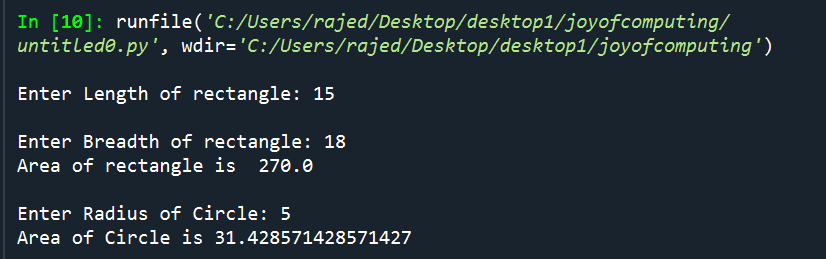 In [10]: runfile('C:/Users/rajed/Desktop/desktop1/joyofcomputing/
untitled0.py', wdir='C:/Users/rajed/Desktop/desktop1/joyofcomputing')
Enter Length of rectangle: 15
Enter Breadth of rectangle: 18
Area of rectangle is  270.0
Enter Radius of Circle: 5
Area of Circle is 31.428571428571427